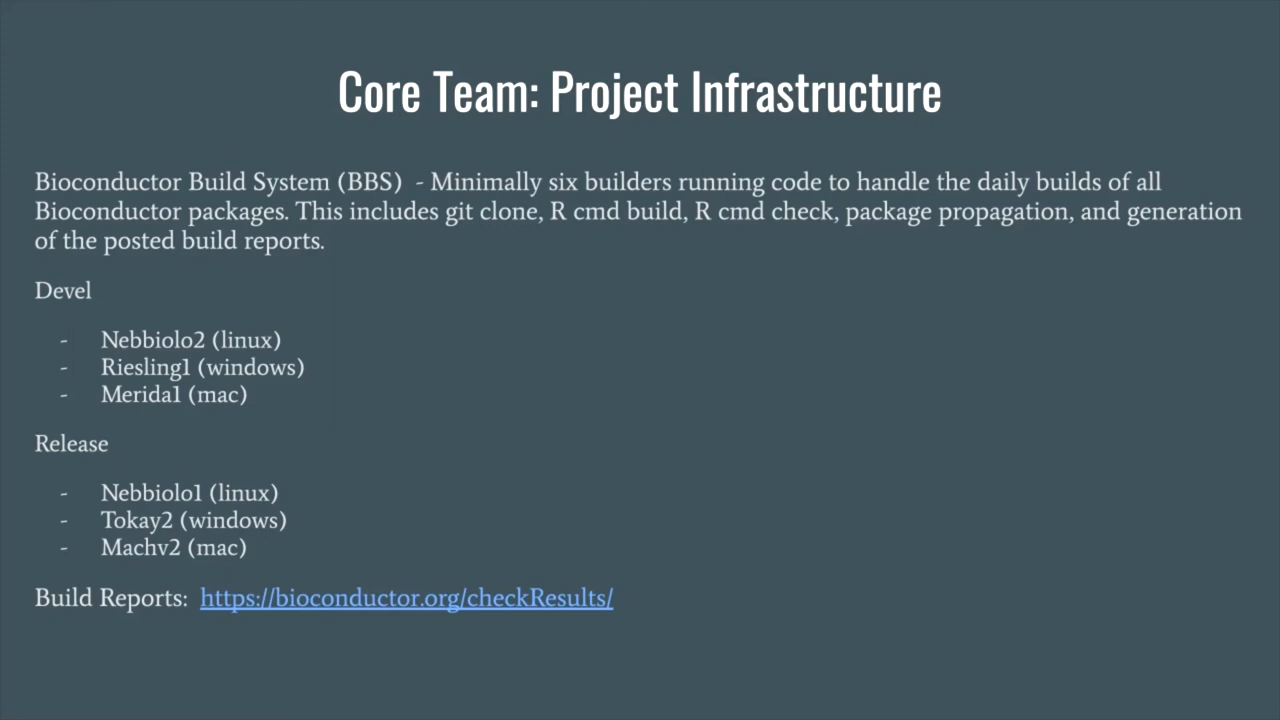 Core Team: Project Infrastructure
Bioconductor Build System (BBS)  - Minimally six builders running code to handle the daily builds of all
Bioconductor packages. This includes git clone, R cmd build, R cmd check, package propagation, and generation
of the posted build reports.
Devel
- Nebbiolo2 (linux)
- Riesling1 (windows)
- Merida1 (mac)
Release
- Nebbiolo1 (linux)
- Tokay2 (windows)
- Machv2 (mac)
Build Reports:  https://bioconductor.org/checkResults/